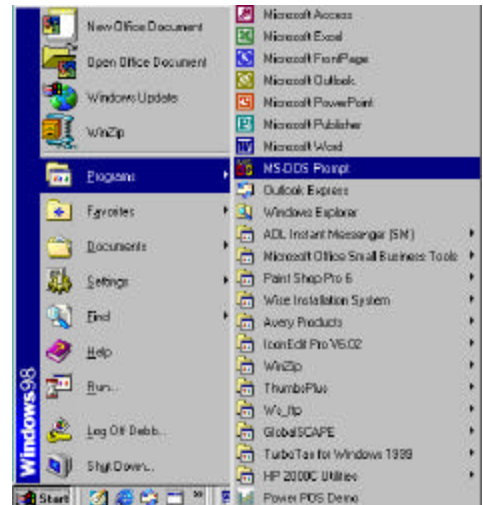 New Office Document
Open Office Document
Windows Update
WinZip
Programs
Favorites
Documents
Settings
Find
Help
Run...
Log Off Debb...
Shut Down...
Windows98
Start
»
Microsoft Access
Microsoft Excel
Microsoft FrontPage
Microsoft Outlook
Microsoft PowerPoint
Microsoft Publisher
Microsoft Word
MS-DOS Prompt
Outlook Express
Windows Explorer
AOL Instant Messenger (SM)
Microsoft Office Small Business Tools
Paint Shop Pro 6
Wise Installation System
Avery Products
IconEdit Pro V6.02
WinZip
ThumbsPlus
Ws_ftp
GlobalSCAPE
TurboTax for Windows 1999
HP 2000C Utilities
Power POS Demo